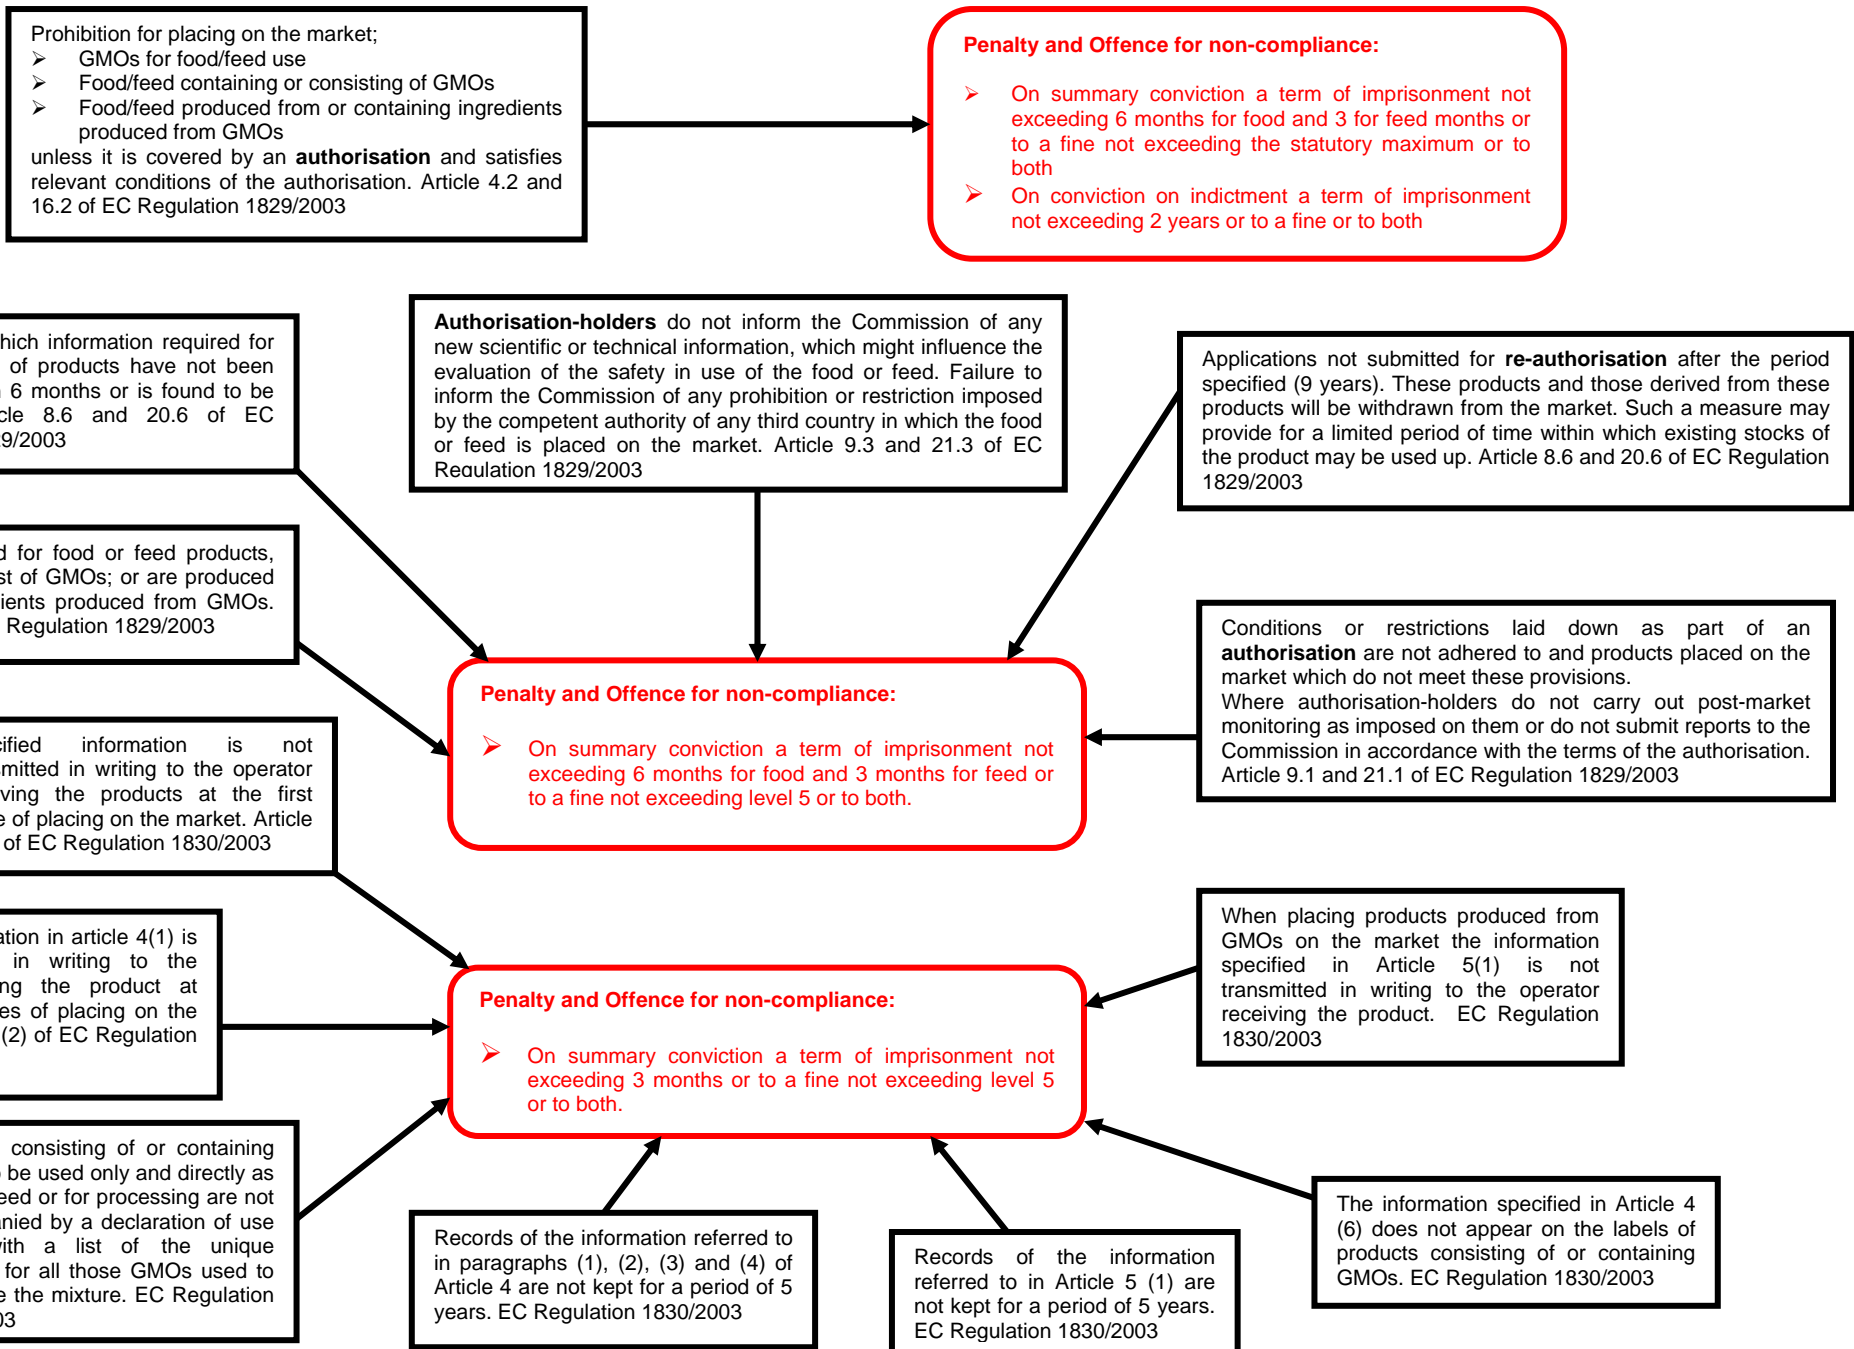 Prohibition for placing on the market;
➢ GMOs for food/feed use
➢ Food/feed containing or consisting of GMOs
➢ Food/feed produced from or containing ingredients
produced from GMOs
unless it is covered by an authorisation and satisfies
relevant conditions of the authorisation. Article 4.2 and
16.2 of EC Regulation 1829/2003
Penalty and Offence for non-compliance:
➢ On summary conviction a term of imprisonment not
exceeding 6 months for food and 3 for feed months or
to a fine not exceeding the statutory maximum or to
both
➢ On conviction on indictment a term of imprisonment
not exceeding 2 years or to a fine or to both
which information required for
of products have not been
6 months or is found to be
8.6 and 20.6 of EC
9/2003
Authorisation-holders do not inform the Commission of any
new scientific or technical information, which might influence the
evaluation of the safety in use of the food or feed. Failure to
inform the Commission of any prohibition or restriction imposed
by the competent authority of any third country in which the food
or feed is placed on the market. Article 9.3 and 21.3 of EC
Regulation 1829/2003
Applications not submitted for re-authorisation after the period
specified (9 years). These products and those derived from these
products will be withdrawn from the market. Such a measure may
provide for a limited period of time within which existing stocks of
the product may be used up. Article 8.6 and 20.6 of EC Regulation
1829/2003
for food or feed products,
st of GMOs; or are produced
ients produced from GMOs.
Regulation 1829/2003
Conditions or restrictions laid down as part of an
authorisation are not adhered to and products placed on the
market which do not meet these provisions.
Where authorisation-holders do not carry out post-market
monitoring as imposed on them or do not submit reports to the
Commission in accordance with the terms of the authorisation.
Article 9.1 and 21.1 of EC Regulation 1829/2003
Penalty and Offence for non-compliance:
➢ On summary conviction a term of imprisonment not
exceeding 6 months for food and 3 months for feed or
to a fine not exceeding level 5 or to both.
cified information is not
smitted in writing to the operator
iving the products at the first
e of placing on the market. Article
of EC Regulation 1830/2003
ation in article 4(1) is
in writing to the
ng the product at
es of placing on the
(2) of EC Regulation
Penalty and Offence for non-compliance:
➢ On summary conviction a term of imprisonment not
exceeding 3 months or to a fine not exceeding level 5
or to both.
When placing products produced from
GMOs on the market the information
specified in Article 5(1) is not
transmitted in writing to the operator
receiving the product. EC Regulation
1830/2003
consisting of or containing
be used only and directly as
eed or for processing are not
anied by a declaration of use
with a list of the unique
for all those GMOs used to
e the mixture. EC Regulation
03
Records of the information referred to
in paragraphs (1), (2), (3) and (4) of
Article 4 are not kept for a period of 5
years. EC Regulation 1830/2003
Records of the information
referred to in Article 5 (1) are
not kept for a period of 5 years.
EC Regulation 1830/2003
The information specified in Article 4
(6) does not appear on the labels of
products consisting of or containing
GMOs. EC Regulation 1830/2003